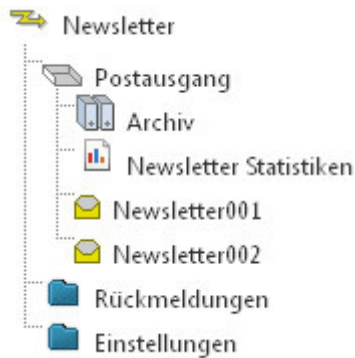 Newsletter
Postausgang
Archiv
Newsletter Statistiken
Newsletter001
Newsletter002
Rückmeldungen
Einstellungen